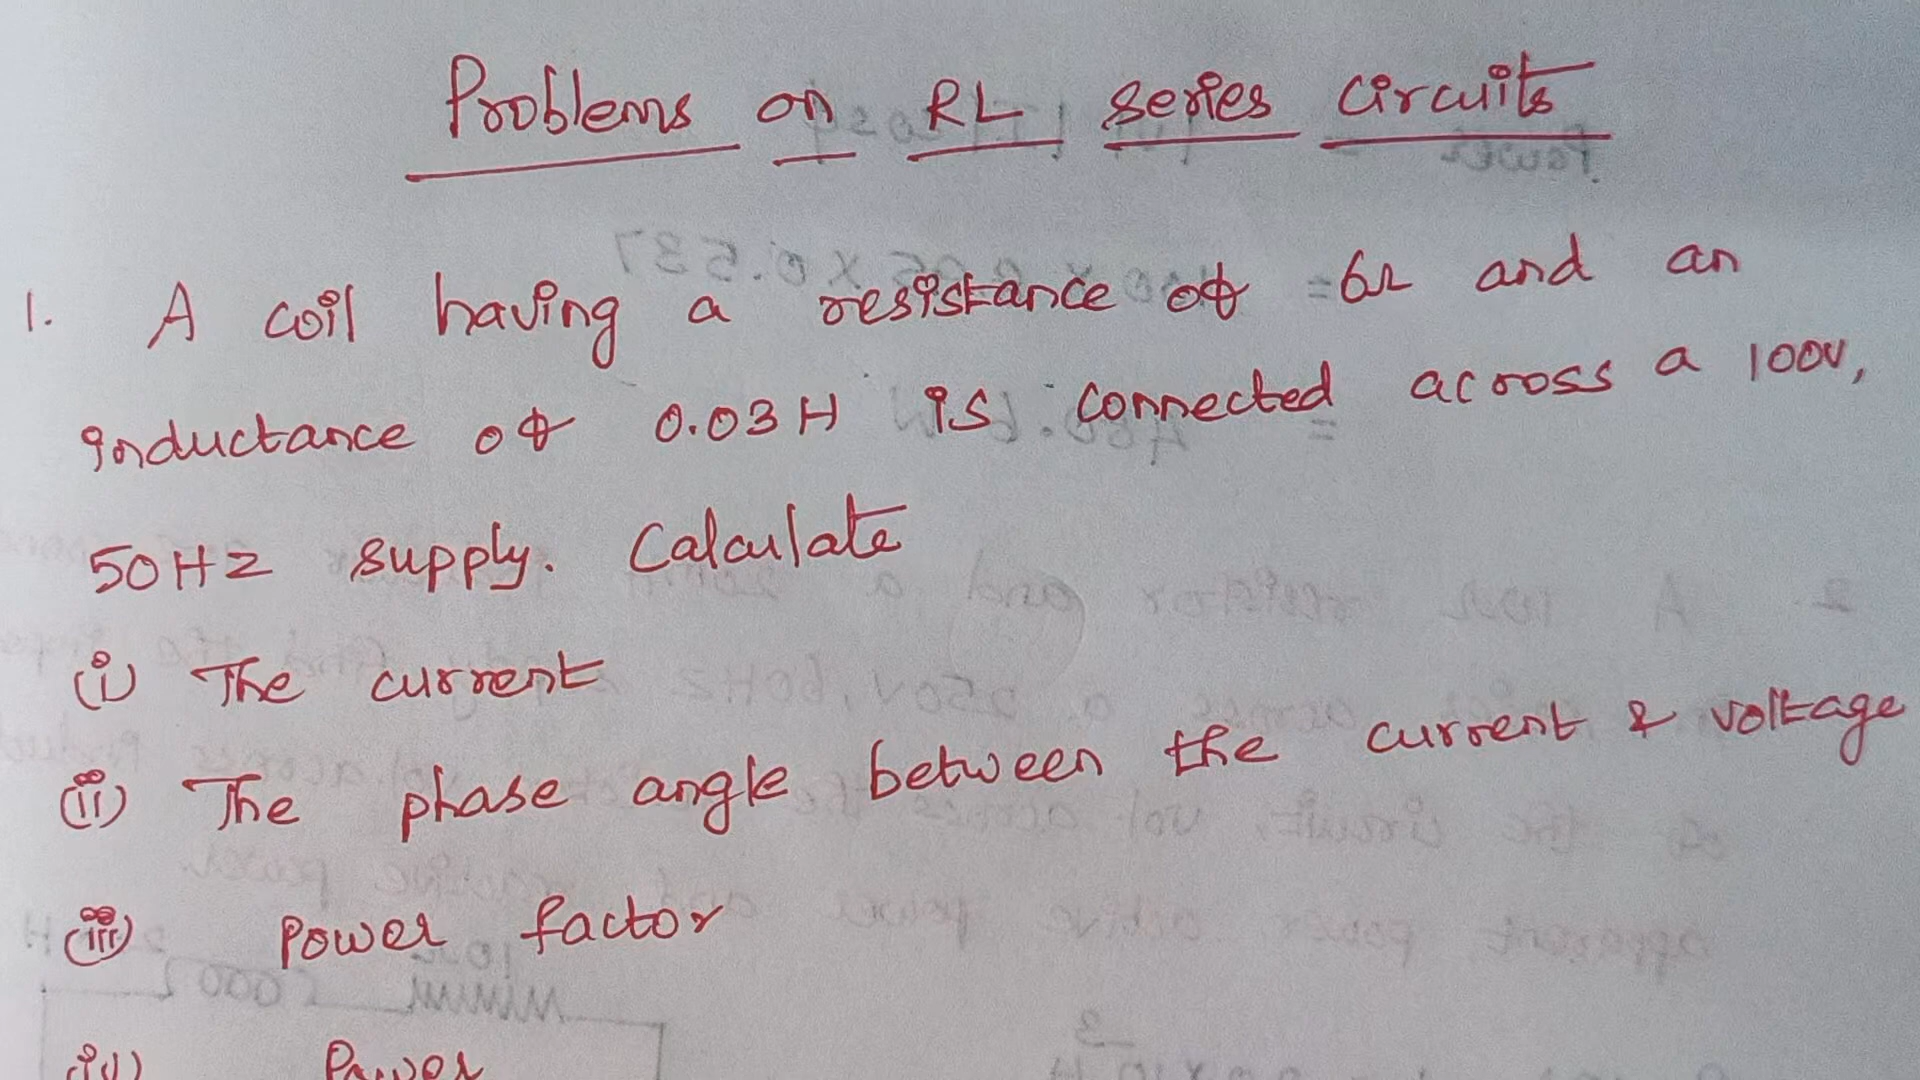 Problems on RL series circuits
1. A coil having a resistance of 6Ω and an
inductance of 0.03H is connected across a 100V,
50HZ supply. Calculate
(i) The current
(ii) The phase angle between the current & voltage
(iii) Power factor
(iv) Power